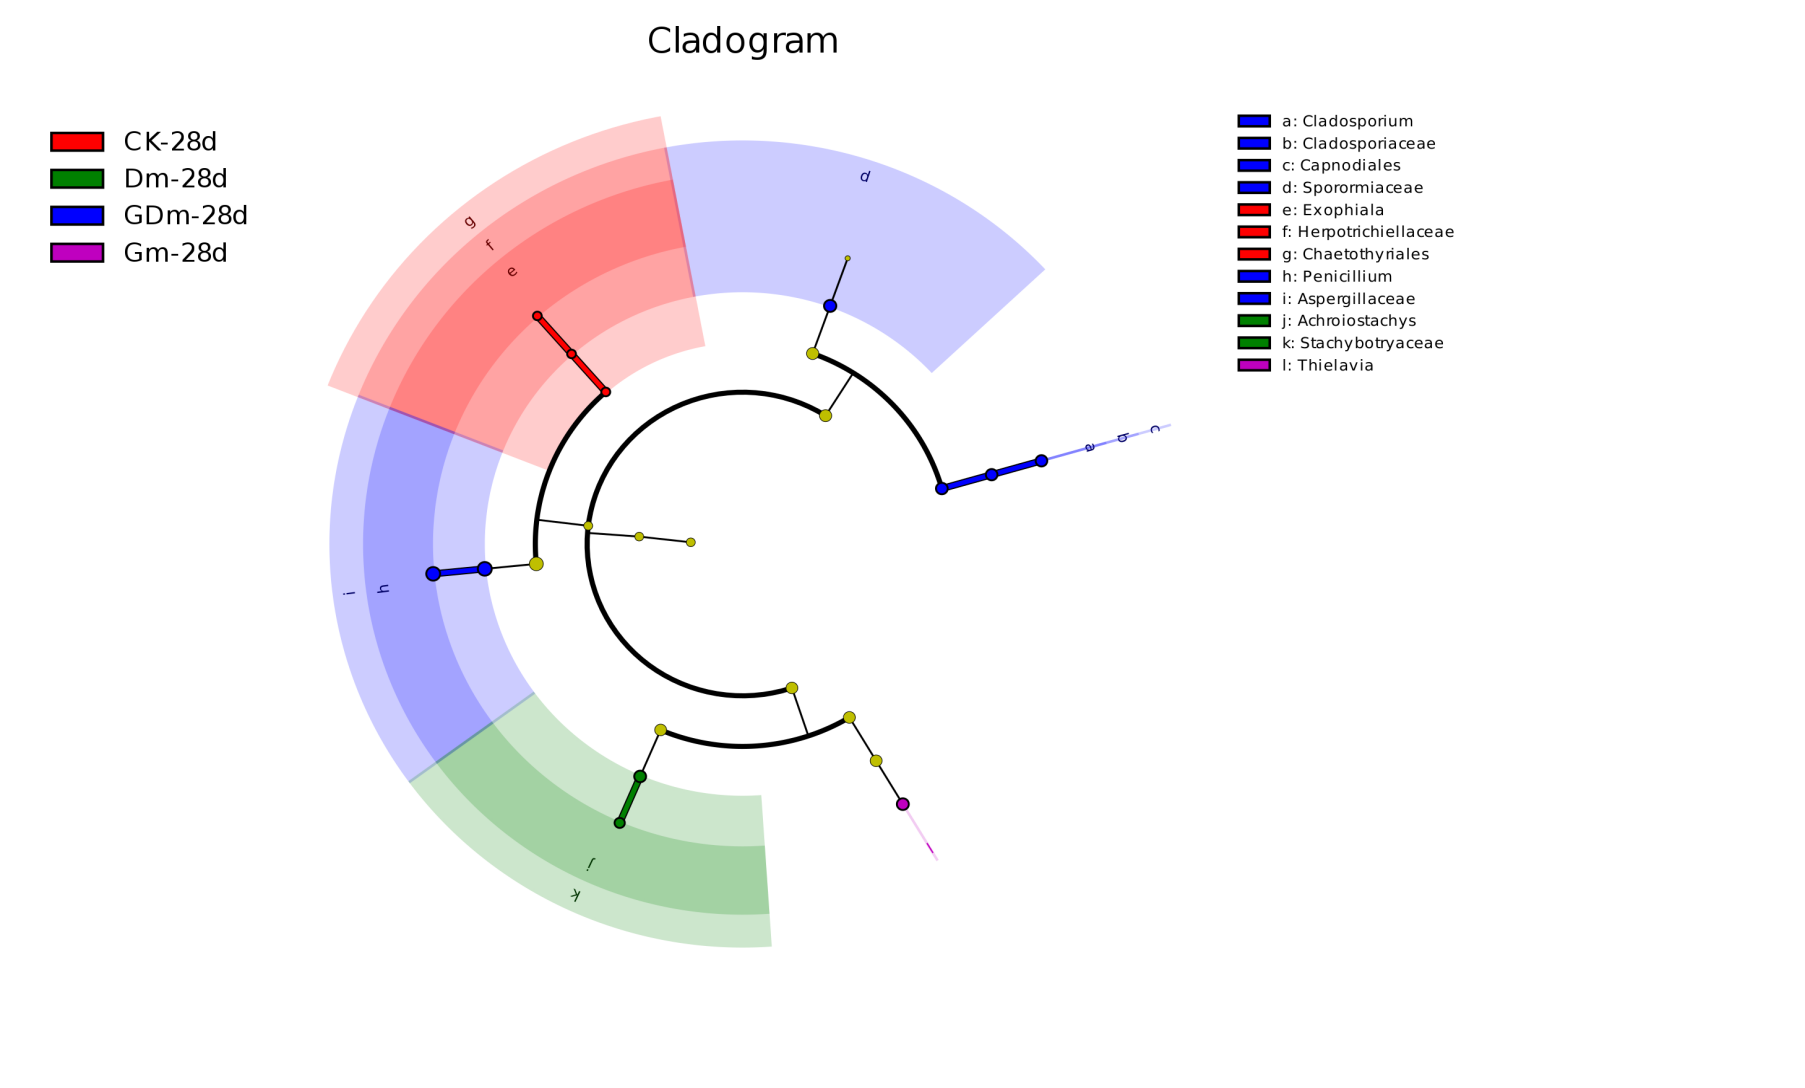 Cladogram
CK-28d
Dm-28d
GDm-28d
Gm-28d
a: Cladosporium
b: Cladosporiaceae
c: Capnodiales
d: Sporormiaceae
e: Exophiala
f: Herpotrichiellaceae
g: Chaetothyriales
h: Penicillium
i: Aspergillaceae
j: Achroiostachys
k: Stachybotryaceae
l: Thielavia
d
g
f
e
a b c
i h
j
k
l